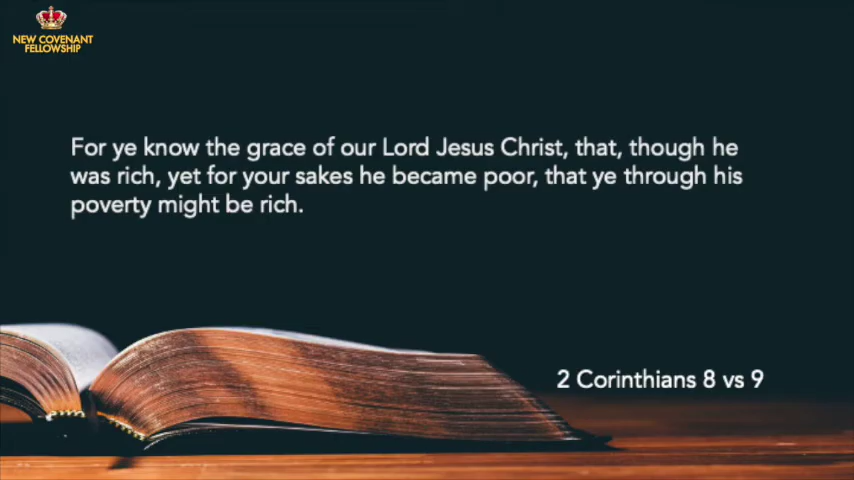 NEW COVENANT
FELLOWSHIP
For ye know the grace of our Lord Jesus Christ, that, though he
was rich, yet for your sakes he became poor, that ye through his
poverty might be rich.
2 Corinthians 8 vs 9